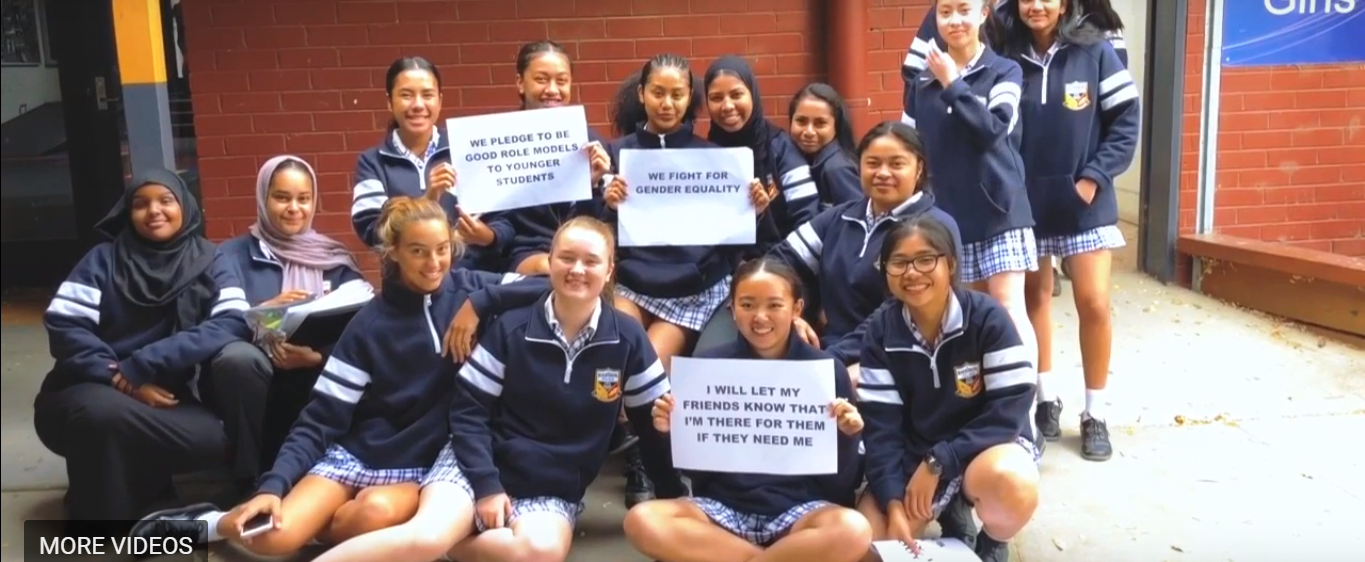 Girls
WE PLEDGE TO BE
GOOD ROLE MODELS
TO YOUNGER
STUDENTS
WE FIGHT FOR
GENDER EQUALITY
I WILL LET MY
FRIENDS KNOW THAT
I'M THERE FOR THEM
IF THEY NEED ME
MORE VIDEOS